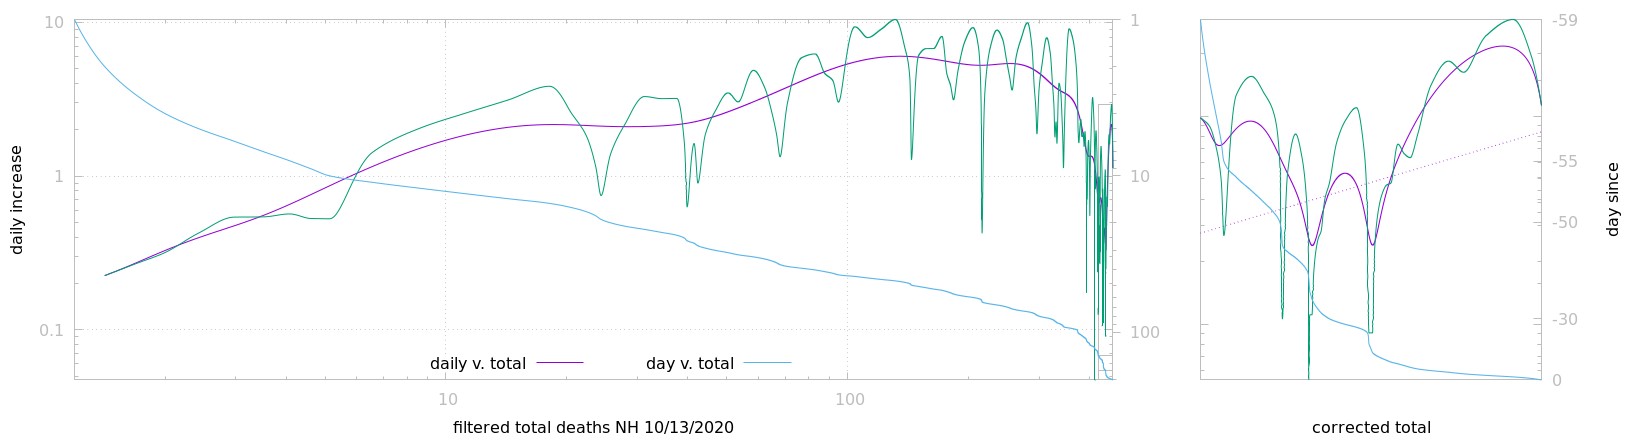 10
1
0.1
daily increase
daily v. total
day v. total
10
100
filtered total deaths NH 10/13/2020
1
10
100
-59
-55
-50
-30
0
day since
corrected total